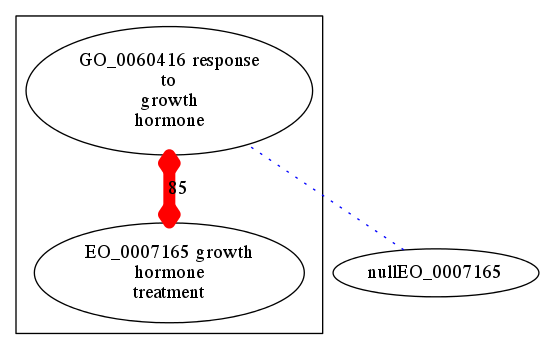 GO_0060416 response
to
growth
hormone
85
EO_0007165 growth
hormone
treatment
nullEO_0007165